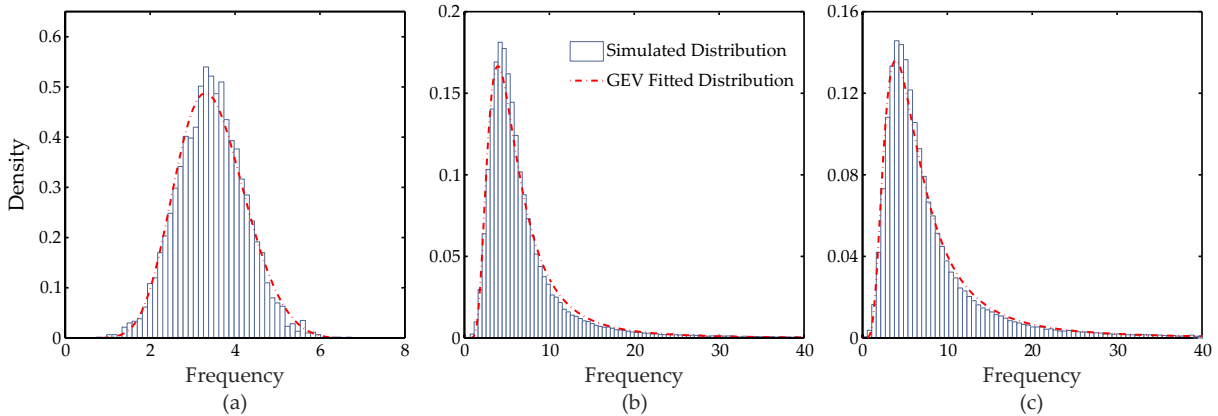 0.6
0.5
0.4
0.3
0.2
0.1
0
Density
0 2 4 6 8
Frequency
(a)
0.2
0.15
0.1
0.05
0
Simulated Distribution
GEV Fitted Distribution
0 10 20 30 40
Frequency
(b)
0.16
0.12
0.08
0.04
0
0 10 20 30 40
Frequency
(c)